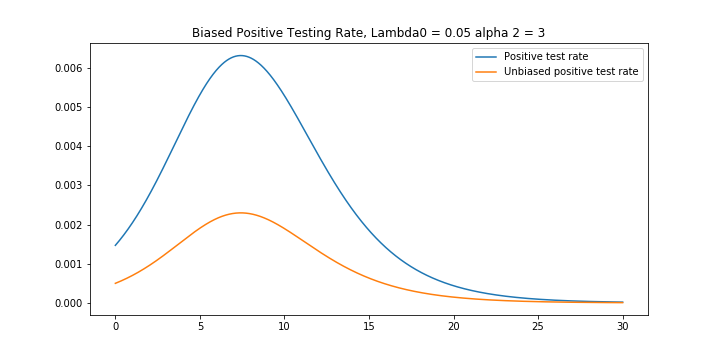 Biased Positive Testing Rate, Lambda0 = 0.05 alpha 2 = 3
Positive test rate
Unbiased positive test rate
0.006
0.005
0.004
0.003
0.002
0.001
0.000
0 5 10 15 20 25 30